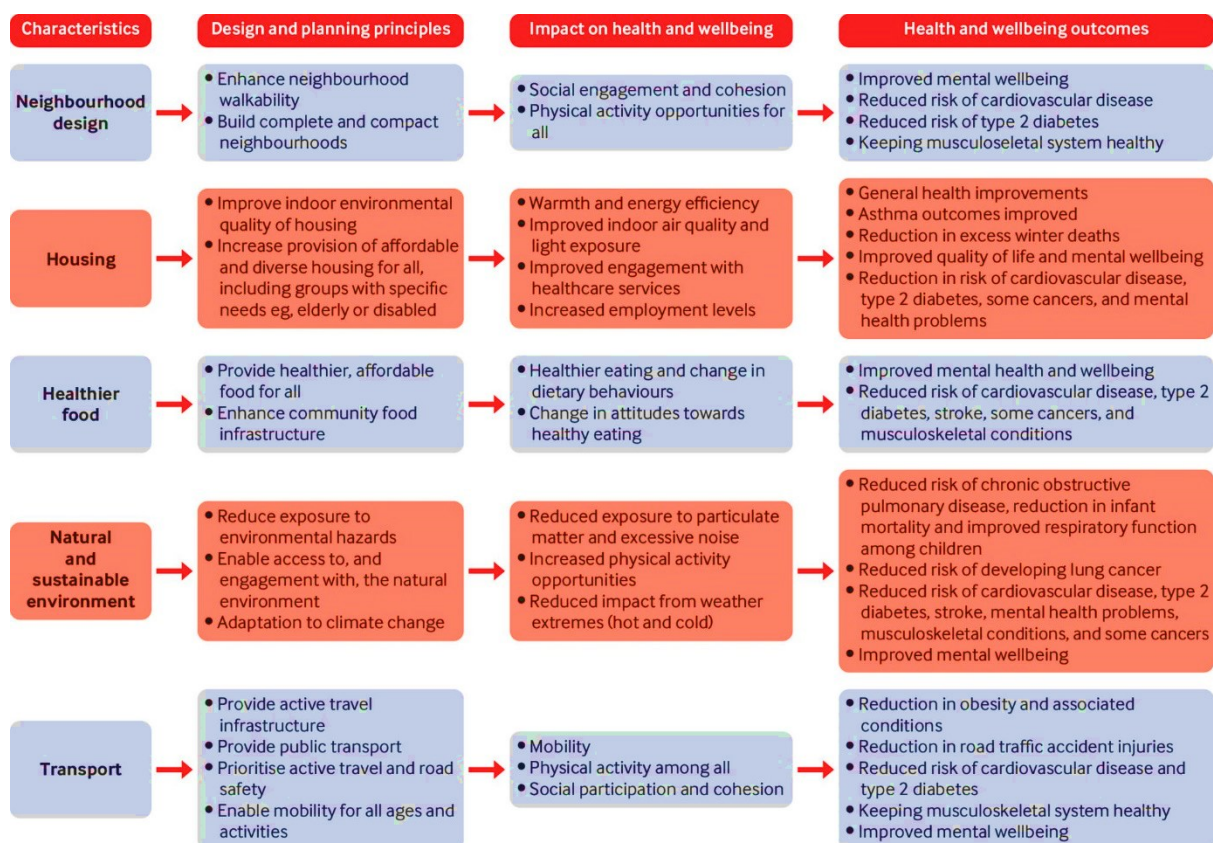 Characteristics
Design and planning principles
Impact on health and wellbeing
Health and wellbeing outcomes
Neighbourhood
design
• Enhance neighbourhood
walkability
• Build complete and compact
neighbourhoods
• Social engagement and cohesion
• Physical activity opportunities for
all
• Improved mental wellbeing
• Reduced risk of cardiovascular disease
• Reduced risk of type 2 diabetes
• Keeping musculoseletal system healthy
Housing
• Improve indoor environmental
quality of housing
• Increase provision of affordable
and diverse housing for all,
including groups with specific
needs eg, elderly or disabled
• Warmth and energy efficiency
• Improved indoor air quality and
light exposure
• Improved engagement with
healthcare services
• Increased employment levels
• General health improvements
• Asthma outcomes improved
• Reduction in excess winter deaths
• Improved quality of life and mental wellbeing
• Reduction in risk of cardiovascular disease,
type 2 diabetes, some cancers, and mental
health problems
Healthier
food
• Provide healthier, affordable
food for all
• Enhance community food
infrastructure
• Healthier eating and change in
dietary behaviours
• Change in attitudes towards
healthy eating
• Improved mental health and wellbeing
• Reduced risk of cardiovascular disease, type 2
diabetes, stroke, some cancers, and
musculoskeletal conditions
Natural
and
sustainable
environment
• Reduce exposure to
environmental hazards
• Enable access to, and
engagement with, the natural
environment
• Adaptation to climate change
• Reduced exposure to particulate
matter and excessive noise
• Increased physical activity
opportunities
• Reduced impact from weather
extremes (hot and cold)
• Reduced risk of chronic obstructive
pulmonary disease, reduction in infant
mortality and improved respiratory function
among children
• Reduced risk of developing lung cancer
• Reduced risk of cardiovascular disease, type 2
diabetes, stroke, mental health problems,
musculoskeletal conditions, and some cancers
• Improved mental wellbeing
Transport
• Provide active travel
infrastructure
• Provide public transport
• Prioritise active travel and road
safety
• Enable mobility for all ages and
activities
• Mobility
• Physical activity among all
• Social participation and cohesion
• Reduction in obesity and associated
conditions
• Reduction in road traffic accident injuries
• Reduced risk of cardiovascular disease and
type 2 diabetes
• Keeping musculoseletal system healthy
• Improved mental wellbeing